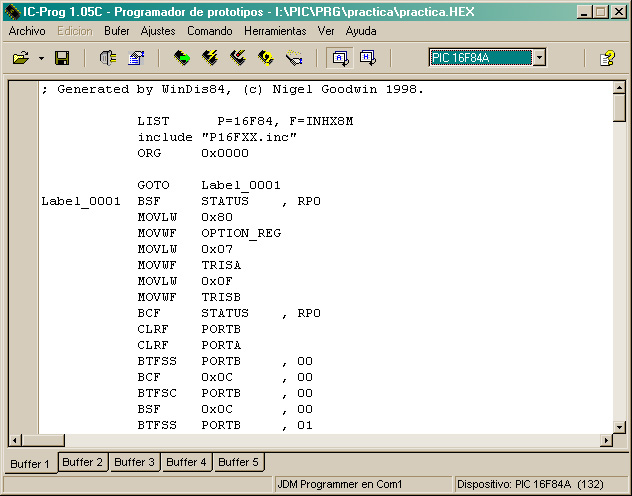 IC-Prog 1.05C - Programador de prototipos - I:\PIC\PRG\practica\practica.HEX
Archivo Edicion Bufer Ajustes Comando Herramientas Ver Ayuda
A H PIC 16F84A
; Generated by WinDis84, (c) Nigel Goodwin 1998.
LIST P=16F84, F=INHX8M
include "P16FXX.inc"
ORG 0x0000
GOTO Label_0001
Label_0001 BSF STATUS , RP0
MOVLW 0x80
MOVWF OPTION_REG
MOVLW 0x07
MOVWF TRISA
MOVLW 0x0F
MOVWF TRISB
BCF STATUS , RP0
CLRF PORTB
CLRF PORTA
BTFSS PORTB , 00
BCF 0x0C , 00
BTFSC PORTB , 00
BSF 0x0C , 00
BTFSS PORTB , 01
Buffer 1 Buffer 2 Buffer 3 Buffer 4 Buffer 5
JDM Programmer en Com1 Dispositivo: PIC 16F84A (132)